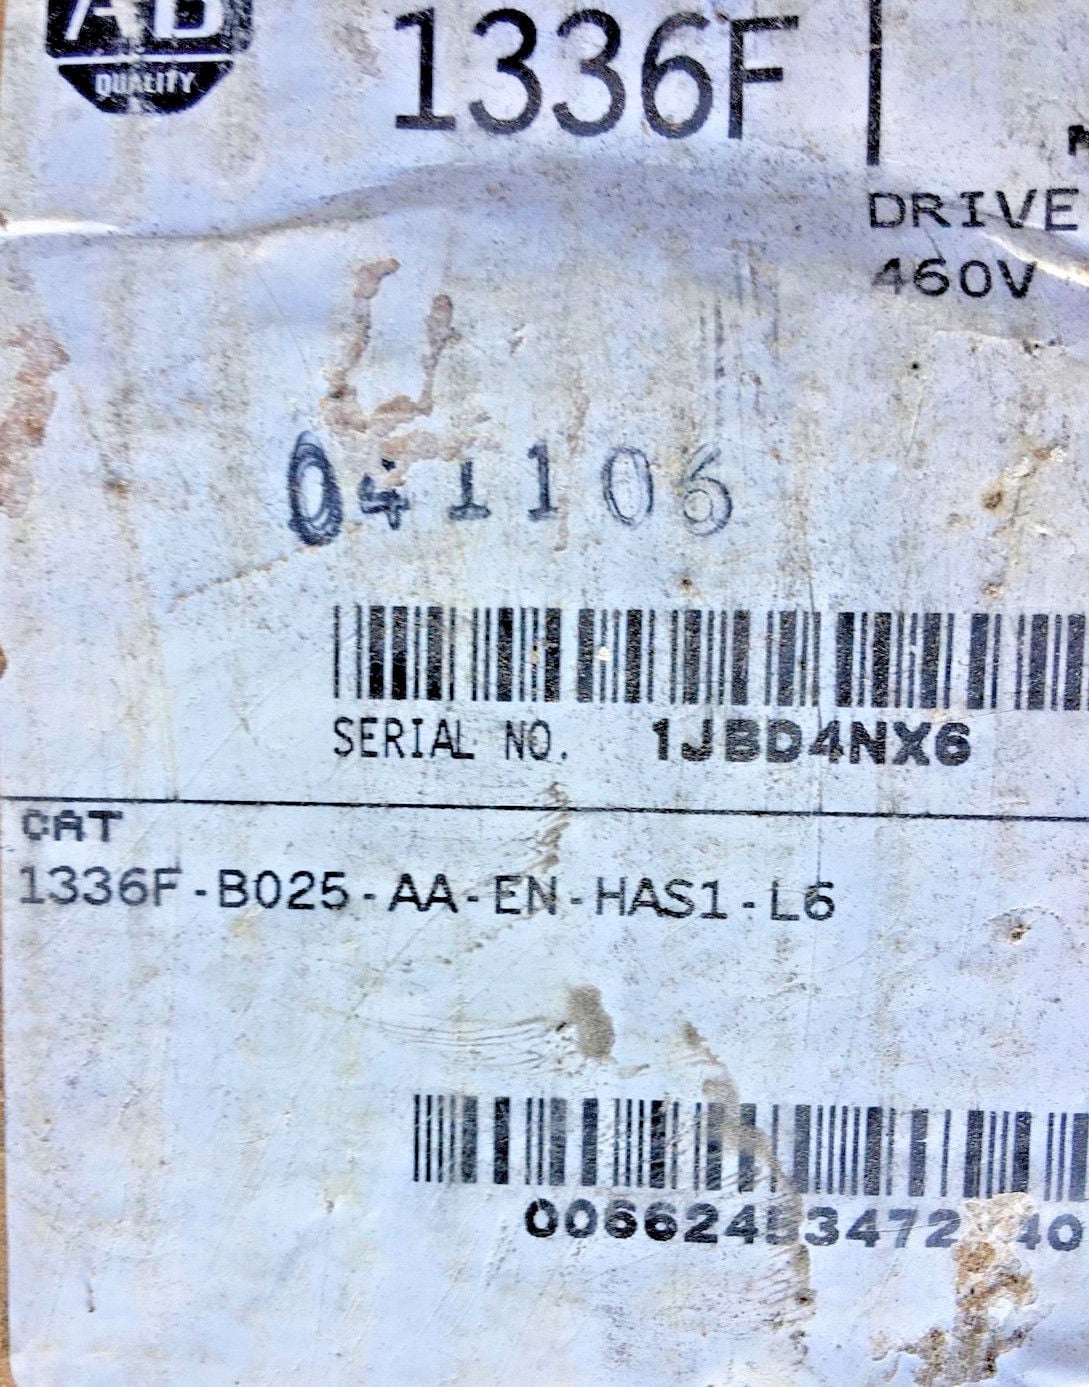 AB
QUALITY
1336F
DRIVE
460V
041106
SERIAL NO. 1JBD4NX6
CAT
1336F-B025-AA-EN-HAS1-L6